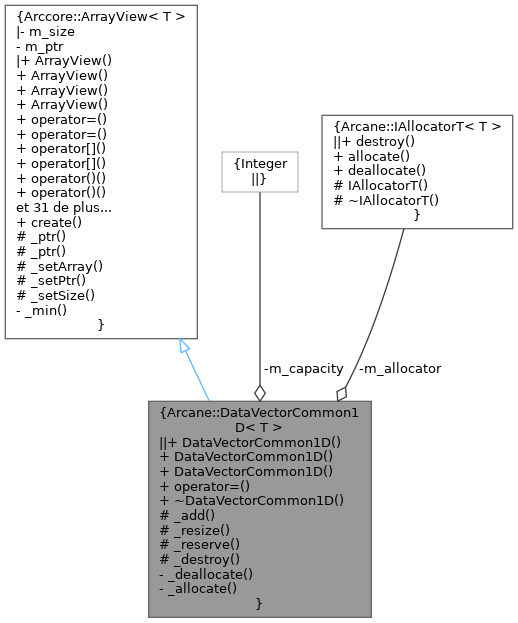 {Arccore::ArrayView< T >
|- m_size
- m_ptr
|+ ArrayView()
+ ArrayView()
+ ArrayView()
+ ArrayView()
+ operator=()
+ operator=()
+ operator[]()
+ operator[]()
+ operator()()
+ operator()()
et 31 de plus...
+ create()
# _ptr()
# _ptr()
# _setArray()
# _setPtr()
# _setSize()
- _min()
}
{Integer
||}
{Arcane::IAllocatorT< T >
||+ destroy()
+ allocate()
+ deallocate()
# IAllocatorT()
# ~IAllocatorT()
}
-m_capacity
-m_allocator
{Arcane::DataVectorCommon1
D< T >
||+ DataVectorCommon1D()
+ DataVectorCommon1D()
+ DataVectorCommon1D()
+ operator=()
+ ~DataVectorCommon1D()
# _add()
# _resize()
# _reserve()
# _destroy()
- _deallocate()
- _allocate()
}